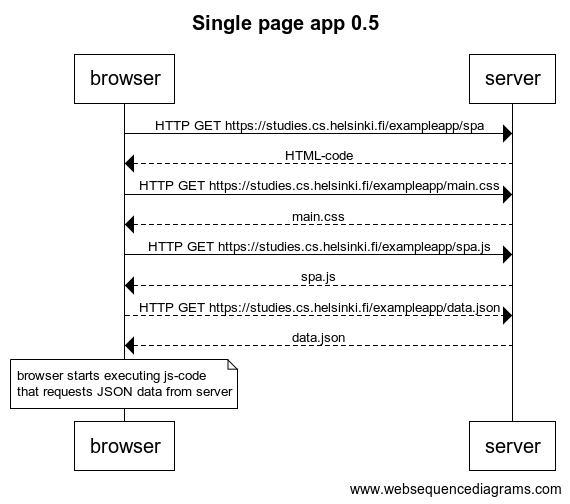 Single page app 0.5
browser
server
HTTP GET https://studies.cs.helsinki.fi/exampleapp/spa
HTML-code
HTTP GET https://studies.cs.helsinki.fi/exampleapp/main.css
main.css
HTTP GET https://studies.cs.helsinki.fi/exampleapp/spa.js
spa.js
HTTP GET https://studies.cs.helsinki.fi/exampleapp/data.json
data.json
browser starts executing js-code
that requests JSON data from server
browser
server
www.websequencediagrams.com